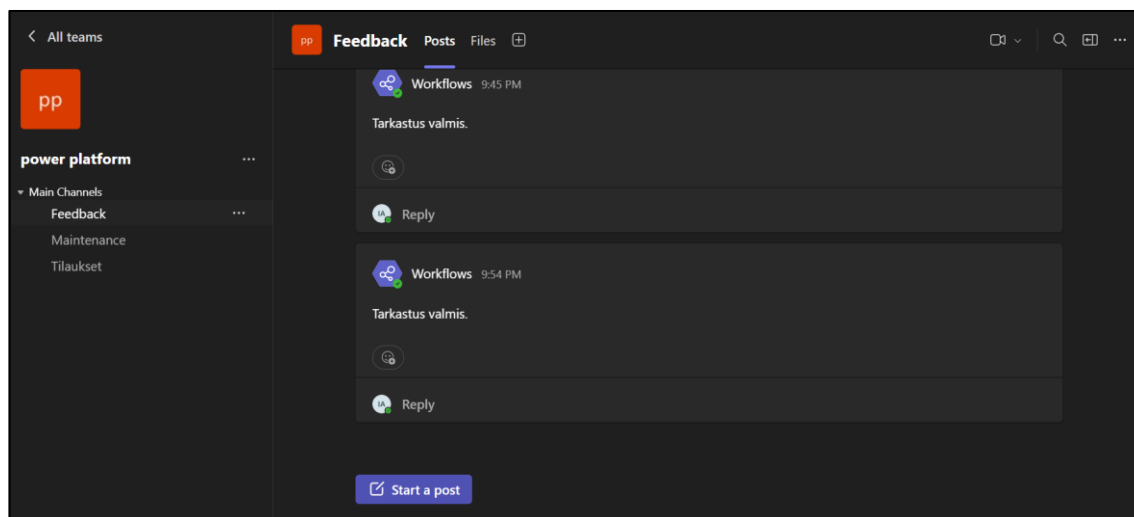 All teams
pp
power platform
Main Channels
Feedback
Maintenance
Tilaukset
pp Feedback Posts Files
Workflows 9:45 PM
Tarkastus valmis.
IA Reply
Workflows 9:54 PM
Tarkastus valmis.
IA Reply
Start a post